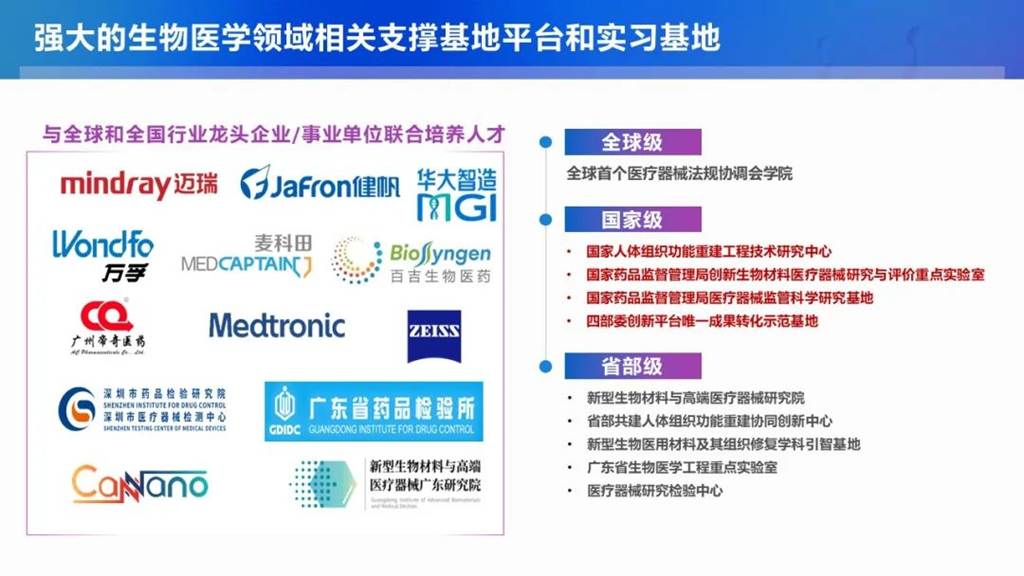 强大的生物医学领域相关支撑基地平台和实习基地
与全球和全国行业龙头企业/事业单位联合培养人才
mindray迈瑞
JaFron健帆
华大智造
MGI
Wondfo
万孚
麦科田
MEDCAPTAIN
BioSyngen
百吉生物医药
广州帝奇医药
AC Pharmaceuticals Co., Ltd.
Medtronic
ZEISS
深圳市药品检验研究院
SHENZHEN INSTITUTE FOR DRUG CONTROL
深圳市医疗器械检测中心
SHENZHEN TESTING CENTER OF MEDICAL DEVICES
GDIDC
广东省药品检验所
GUANGDONG INSTITUTE FOR DRUG CONTROL
CanNano
新型生物材料与高端
医疗器械广东研究院
Guangdong Institute of Advanced Biomaterials
and Medical Devices
全球级
全球首个医疗器械法规协调会学院
国家级
• 国家人体组织功能重建工程技术研究中心
• 国家药品监督管理局创新生物材料医疗器械研究与评价重点实验室
• 国家药品监督管理局医疗器械监管科学研究基地
• 四部委创新平台唯一成果转化示范基地
省部级
• 新型生物材料与高端医疗器械研究院
• 省部共建人体组织功能重建协同创新中心
• 新型生物医用材料及其组织修复学科引智基地
• 广东省生物医学工程重点实验室
• 医疗器械研究检验中心